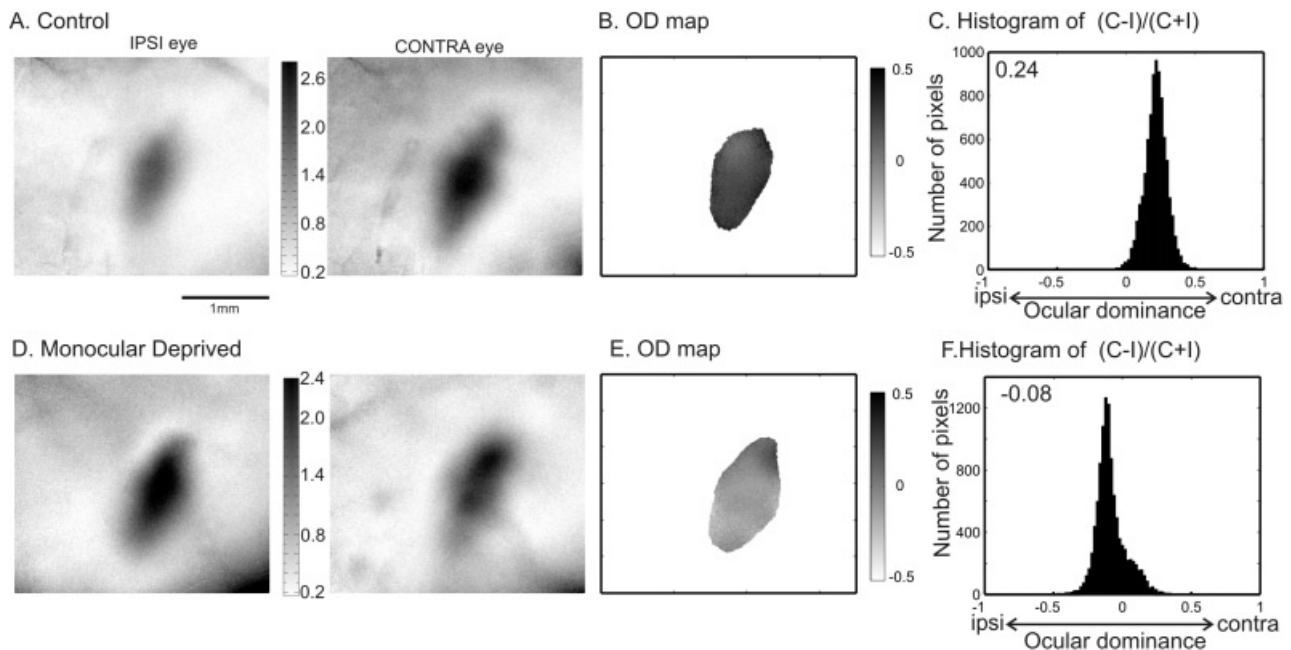 A. Control
IPSI eye
CONTRA eye
2.6
2.0
1.4
0.8
0.2
1mm
B. OD map
0.5
0
-0.5
C. Histogram of (C-I)/(C+I)
0.24
Number of pixels
1000
800
600
400
200
0
-1
-0.5
0
0.5
1
ipsi
contra
Ocular dominance
D. Monocular Deprived
2.4
2.0
1.4
0.8
0.2
E. OD map
0.5
0
-0.5
F.Histogram of (C-I)/(C+I)
-0.08
Number of pixels
1200
800
400
0
-1
-0.5
0
0.5
1
ipsi
contra
Ocular dominance